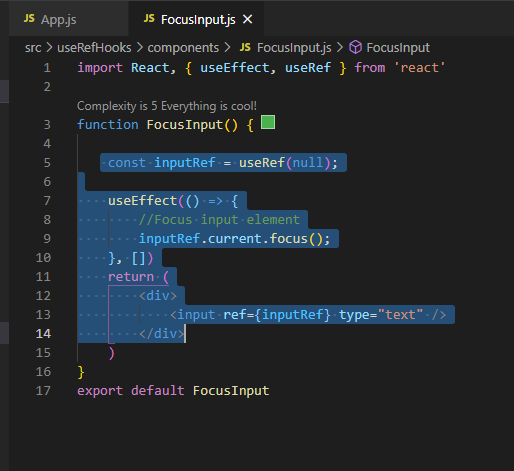 JS App.js JS FocusInput.js ×
src > useRefHooks > components > JS FocusInput.js > FocusInput
1 import React, { useEffect, useRef } from 'react'
2
Complexity is 5 Everything is cool!
3 function FocusInput() {
4
5 const inputRef = useRef(null);
6
7 useEffect(() => {
8 //Focus input element
9 inputRef.current.focus();
10 }, [])
11 return (
12 <div>
13 <input ref={inputRef} type="text" />
14 </div>
15 )
16 }
17 export default FocusInput